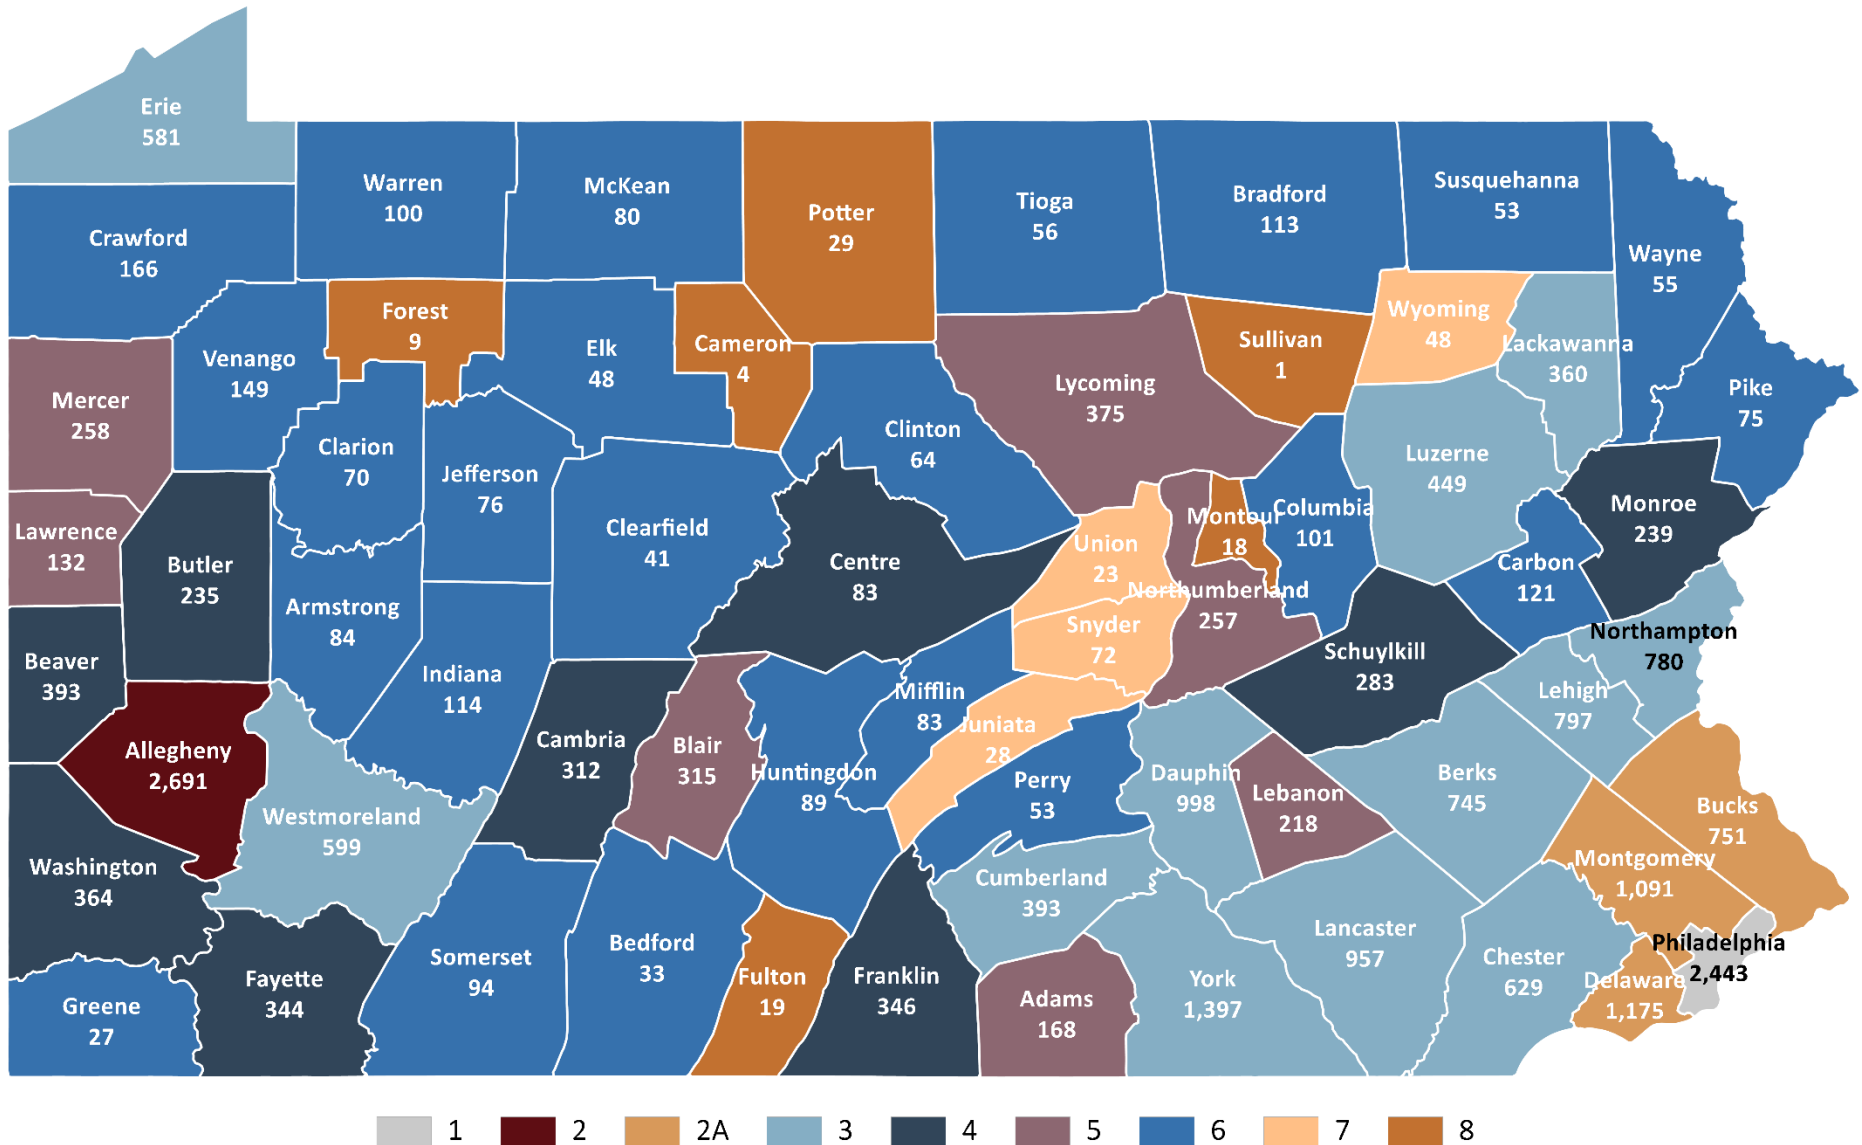 Erie
581
Warren
100
McKean
80
Potter
29
Tioga
56
Bradford
113
Susquehanna
53
Crawford
166
Wayne
55
Forest
9
Cameron
4
Sullivan
1
Wyoming
48
Lackawanna
360
Venango
149
Elk
48
Mercer
258
Lycoming
375
Pike
75
Clinton
64
Clarion
70
Jefferson
76
Luzerne
449
Lawrence
132
Butler
235
Clearfield
41
Centre
83
Union
23
Montour
18
Columbia
101
Monroe
239
Carbon
121
Armstrong
84
Northumberland
257
Snyder
72
Northampton
780
Beaver
393
Indiana
114
Mifflin
83
Schuylkill
283
Lehigh
797
Allegheny
2,691
Cambria
312
Blair
315
Juniata
28
Huntingdon
89
Perry
53
Dauphin
998
Lebanon
218
Berks
745
Westmoreland
599
Bucks
751
Washington
364
Cumberland
393
Montgomery
1,091
Greene
27
Fayette
344
Somerset
94
Bedford
33
Fulton
19
Franklin
346
Adams
168
York
1,397
Lancaster
957
Chester
629
Philadelphia
2,443
Delaware
1,175
1 2 2A 3 4 5 6 7 8